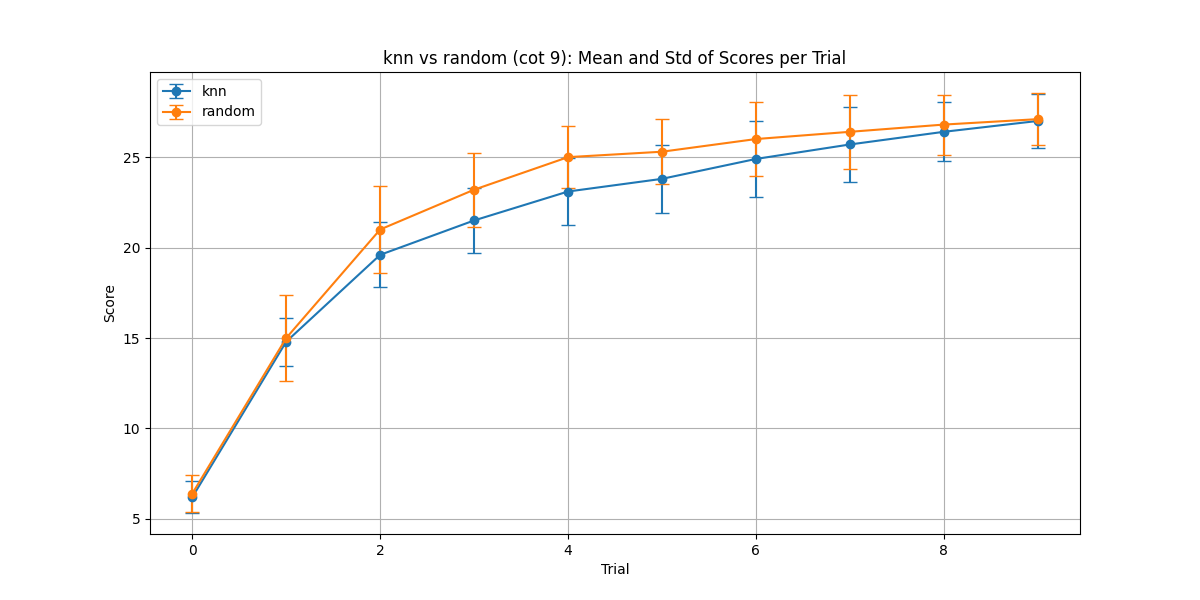 knn vs random (cot 9): Mean and Std of Scores per Trial
knn
random
25
20
15
10
5
Score
0 2 4 6 8
Trial